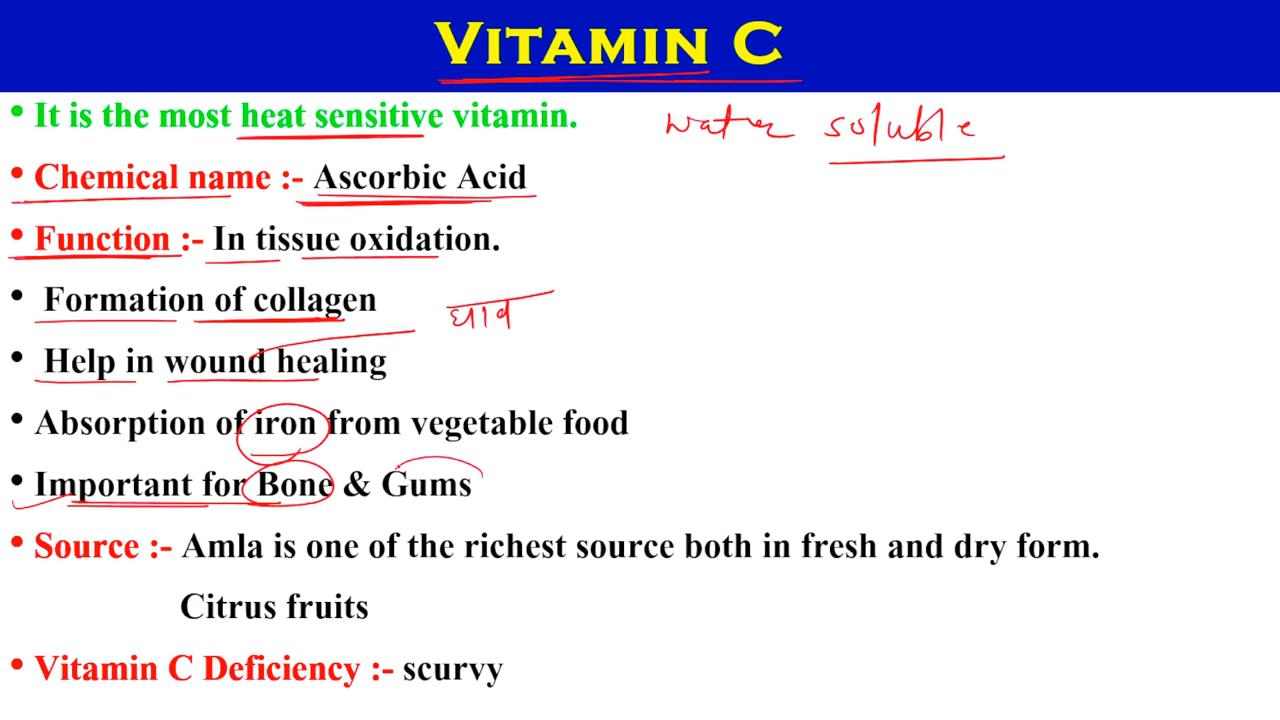 VITAMIN C
• It is the most heat sensitive vitamin. water soluble
• Chemical name :- Ascorbic Acid
• Function :- In tissue oxidation.
• Formation of collagen
घाव
• Help in wound healing
• Absorption of iron from vegetable food
• Important for Bone & Gums
• Source :- Amla is one of the richest source both in fresh and dry form.
Citrus fruits
• Vitamin C Deficiency :- scurvy